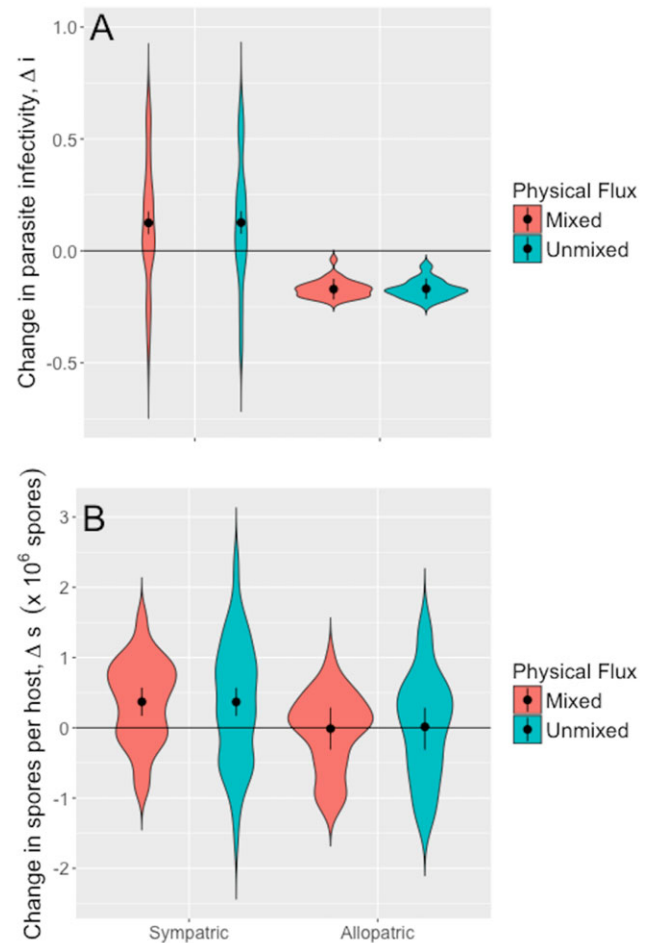 A
Change in parasite infectivity, Δ i
1.0
0.5
0.0
-0.5
Physical Flux
Mixed
Unmixed
B
Change in spores per host, Δ s (x 10⁶ spores)
3
2
1
0
-1
-2
Physical Flux
Mixed
Unmixed
Sympatric Allopatric